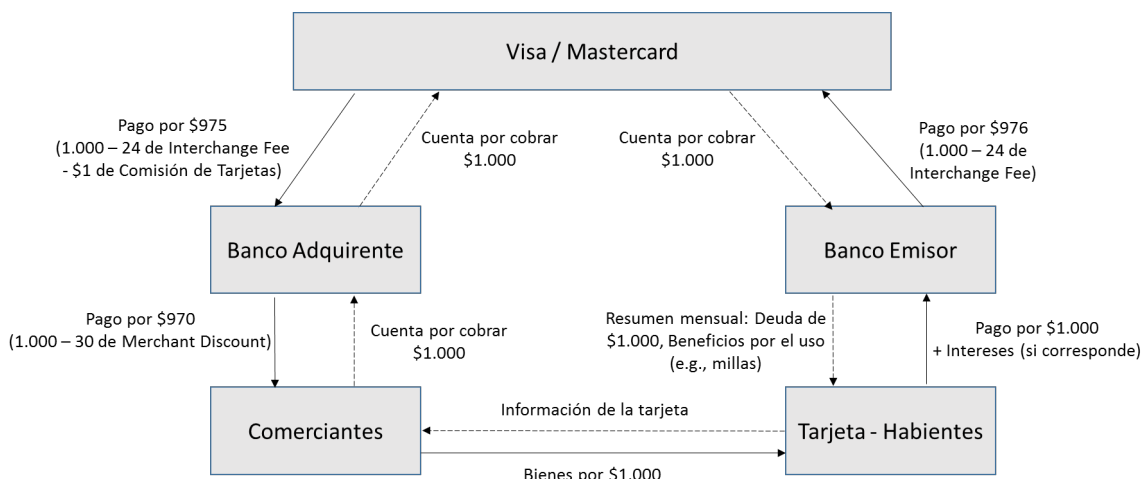 Visa / Mastercard
Pago por $975
(1.000 – 24 de Interchange Fee
- $1 de Comisión de Tarjetas)
Cuenta por cobrar
$1.000
Cuenta por cobrar
$1.000
Pago por $976
(1.000 – 24 de
Interchange Fee)
Banco Adquirente
Banco Emisor
Pago por $970
(1.000 – 30 de Merchant Discount)
Cuenta por cobrar
$1.000
Resumen mensual: Deuda de
$1.000, Beneficios por el uso
(e.g., millas)
Pago por $1.000
+ Intereses (si corresponde)
Comerciantes
Información de la tarjeta
Tarjeta - Habientes
Bienes por $1.000